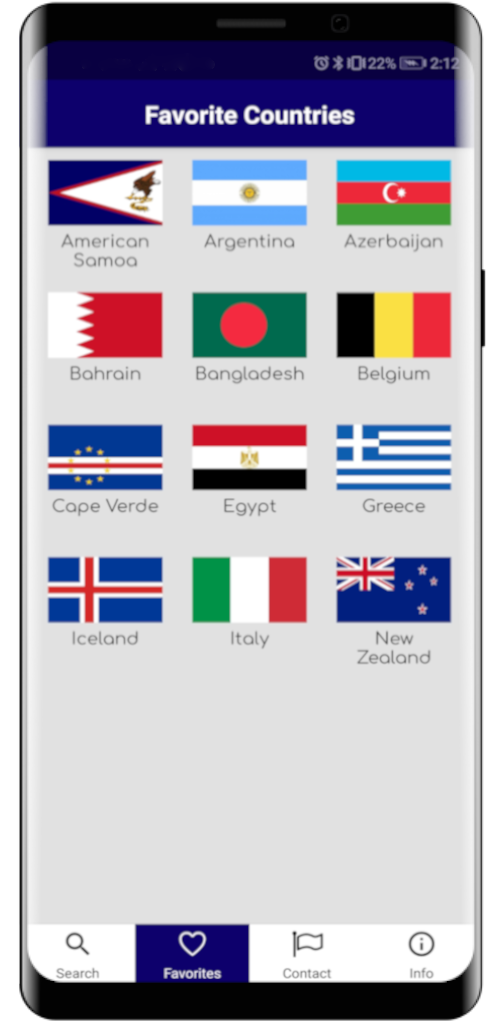 22% 2:12
Favorite Countries
American Samoa
Argentina
Azerbaijan
Bahrain
Bangladesh
Belgium
Cape Verde
Egypt
Greece
Iceland
Italy
New Zealand
Search
Favorites
Contact
Info